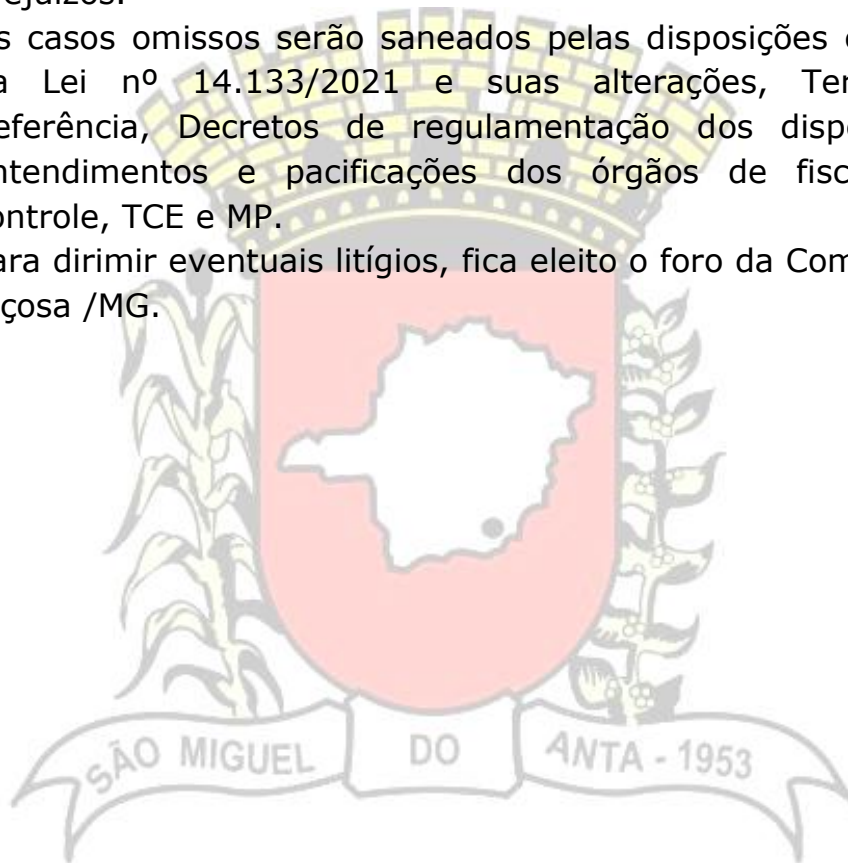 ejuízos.
s casos omissos serão saneados pelas disposições
a Lei nº 14.133/2021 e suas alterações, Ter
eferência, Decretos de regulamentação dos dispo
ntendimentos e pacificações dos órgãos de fisc
ontrole, TCE e MP.
ara dirimir eventuais litígios, fica eleito o foro da Com
çosa /MG.
SÃO MIGUEL DO ANTA - 1953